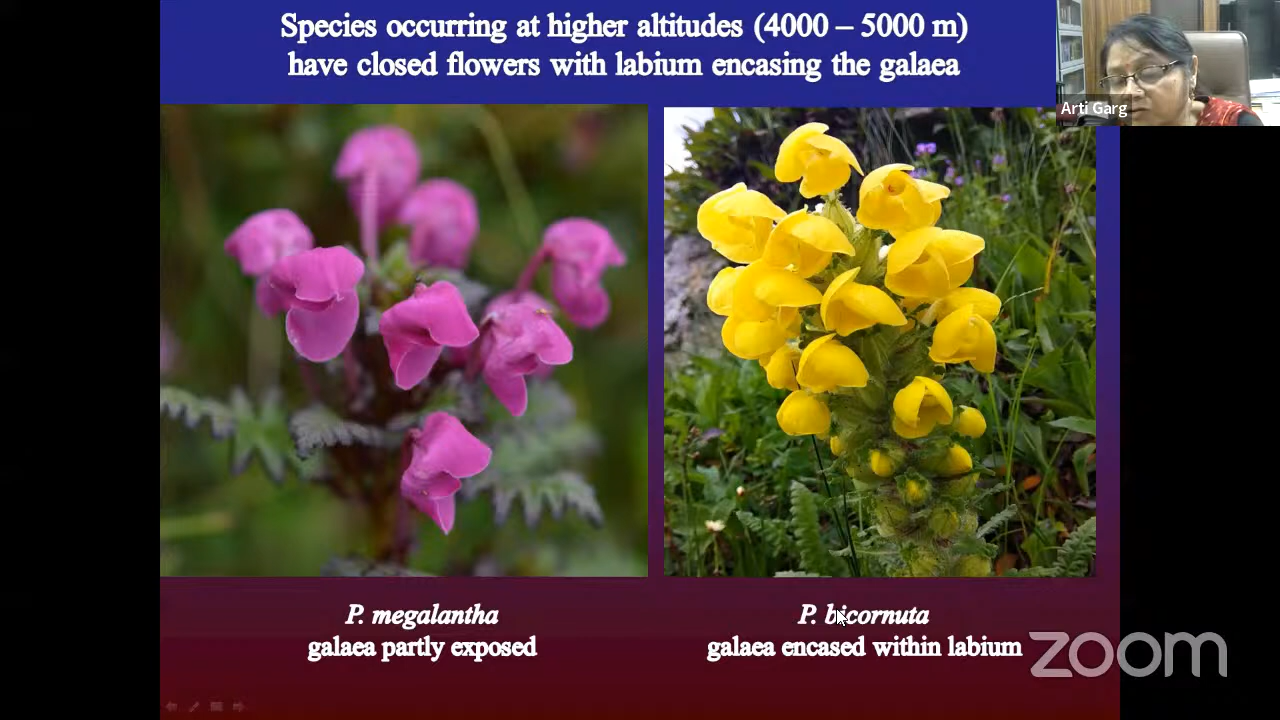 Species occurring at higher altitudes (4000 – 5000 m)
have closed flowers with labium encasing the galaea
Arti Garg
P. megalantha
galaea partly exposed
P. bicornuta
galaea encased within labium
zoom